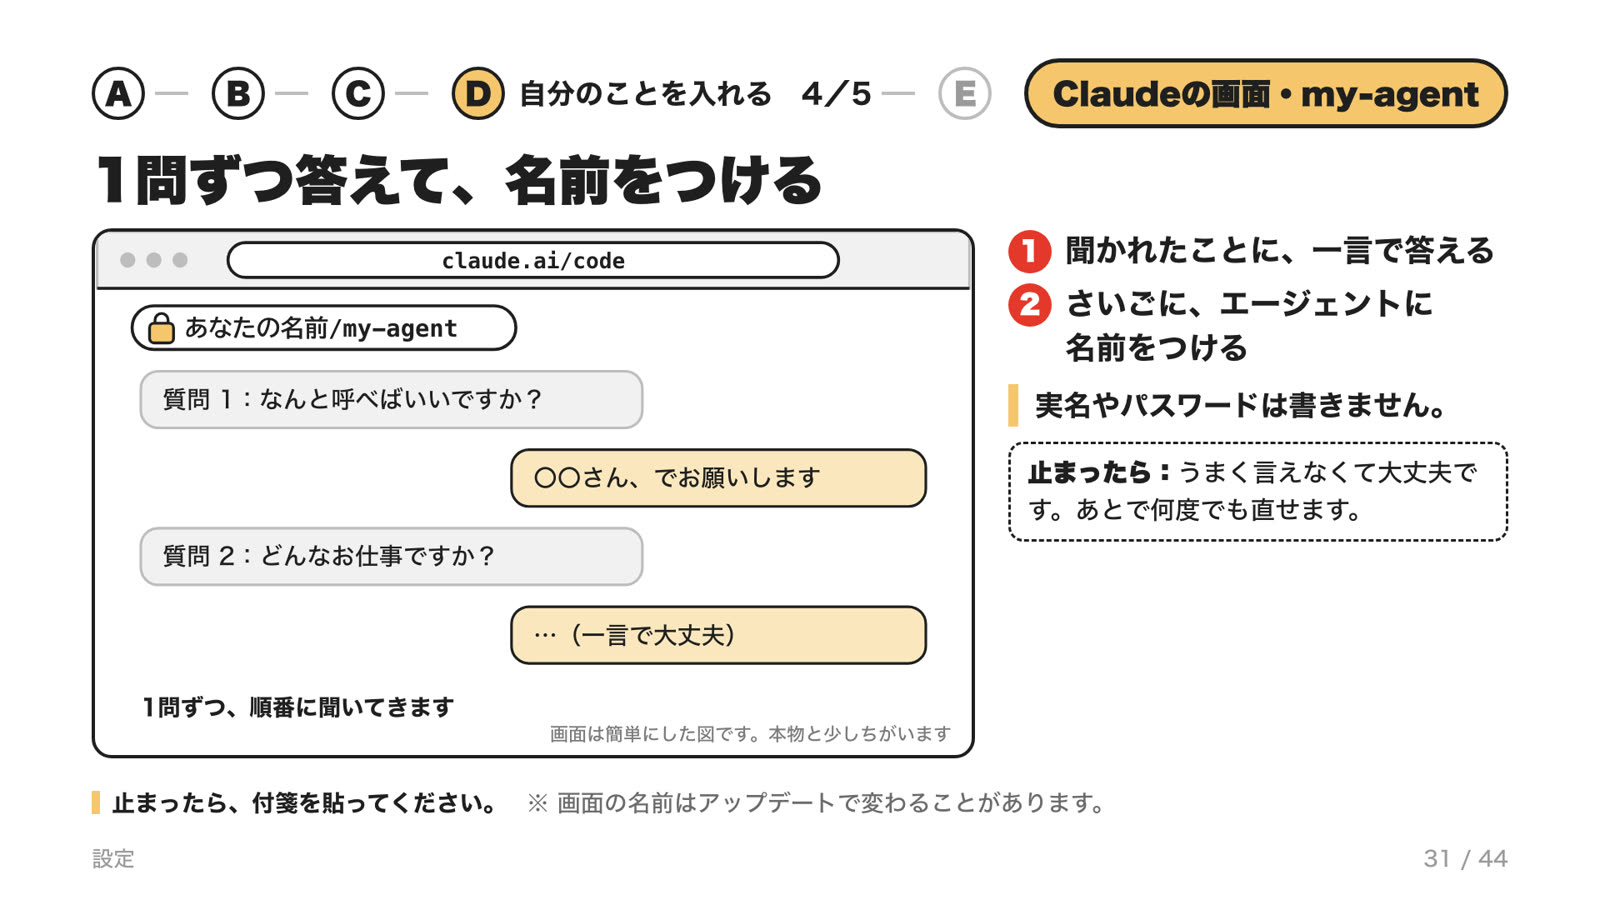 A B C D 自分のことを入れる 4/5 E
Claudeの画面・my-agent
1問ずつ答えて、名前をつける
claude.ai/code
あなたの名前/my-agent
質問 1：なんと呼べばいいですか？
〇〇さん、でお願いします
質問 2：どんなお仕事ですか？
…（一言で大丈夫）
1問ずつ、順番に聞いてきます
画面は簡単にした図です。本物と少しちがいます
1 聞かれたことに、一言で答える
2 さいごに、エージェントに
名前をつける
実名やパスワードは書きません。
止まったら：うまく言えなくて大丈夫で
す。あとで何度でも直せます。
止まったら、付箋を貼ってください。 ※ 画面の名前はアップデートで変わることがあります。
設定
31 / 44